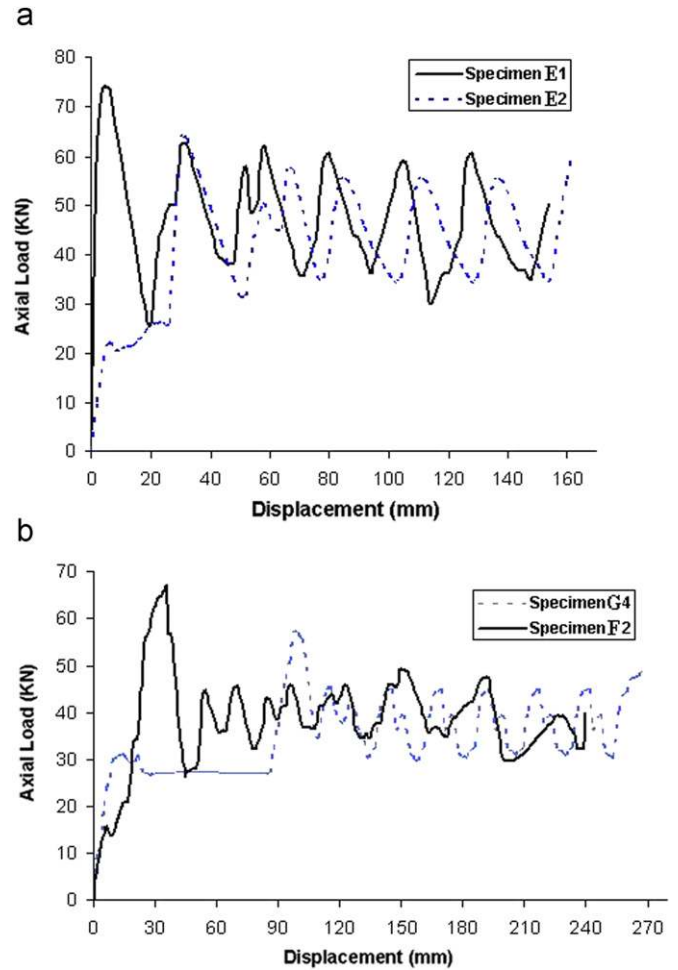 a
80
70
60
50
40
30
20
10
0
Axial Load (KN)
Specimen E1
Specimen E2
0 20 40 60 80 100 120 140 160
Displacement (mm)
b
70
60
50
40
30
20
10
0
Axial Load (KN)
Specimen G4
Specimen F2
0 30 60 90 120 150 180 210 240 270
Displacement (mm)